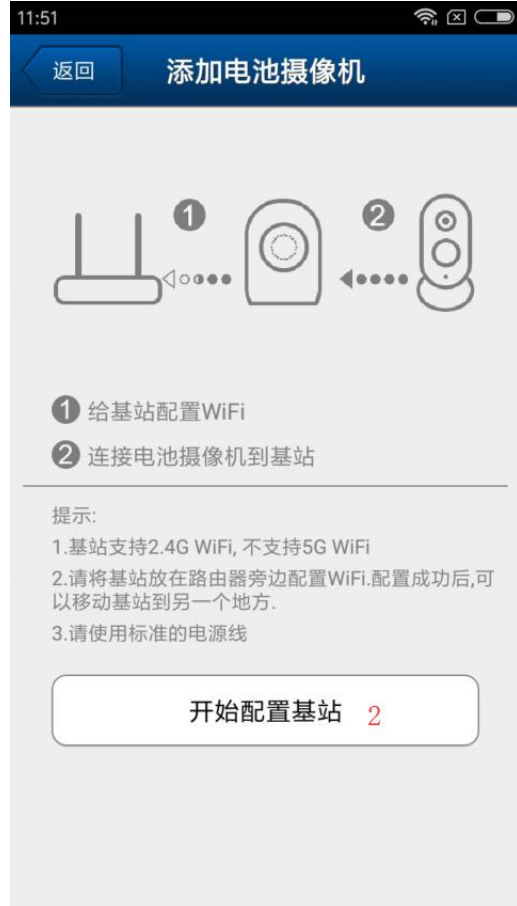 11:51
返回
添加电池摄像机
1
2
1 给基站配置WiFi
2 连接电池摄像机到基站
提示:
1.基站支持2.4G WiFi, 不支持5G WiFi
2.请将基站放在路由器旁边配置WiFi.配置成功后,可
以移动基站到另一个地方.
3.请使用标准的电源线
开始配置基站 2